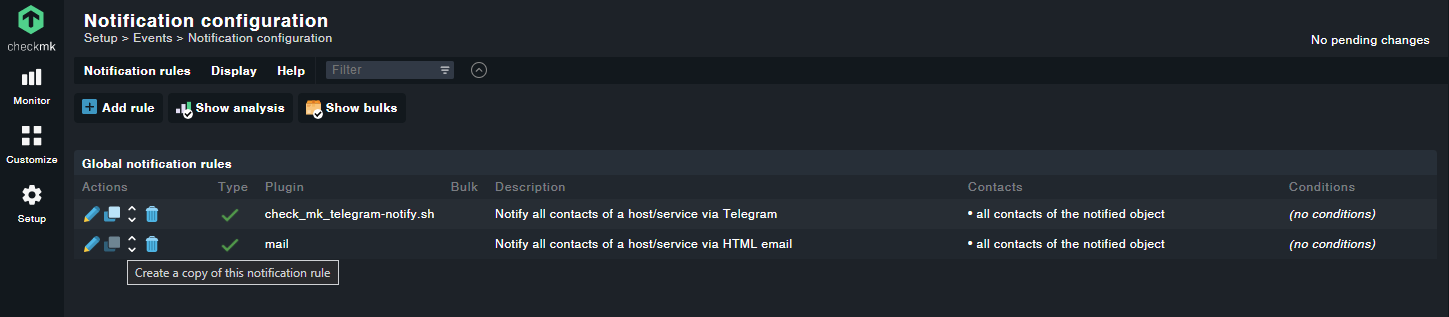 Notification configuration
Setup > Events > Notification configuration
No pending changes
checkmk
Monitor
Customize
Setup
Notification rules Display Help Filter
Add rule Show analysis Show bulks
Global notification rules
Actions Type Plugin Bulk Description Contacts Conditions
check_mk_telegram-notify.sh Notify all contacts of a host/service via Telegram • all contacts of the notified object (no conditions)
mail Notify all contacts of a host/service via HTML email • all contacts of the notified object (no conditions)
Create a copy of this notification rule